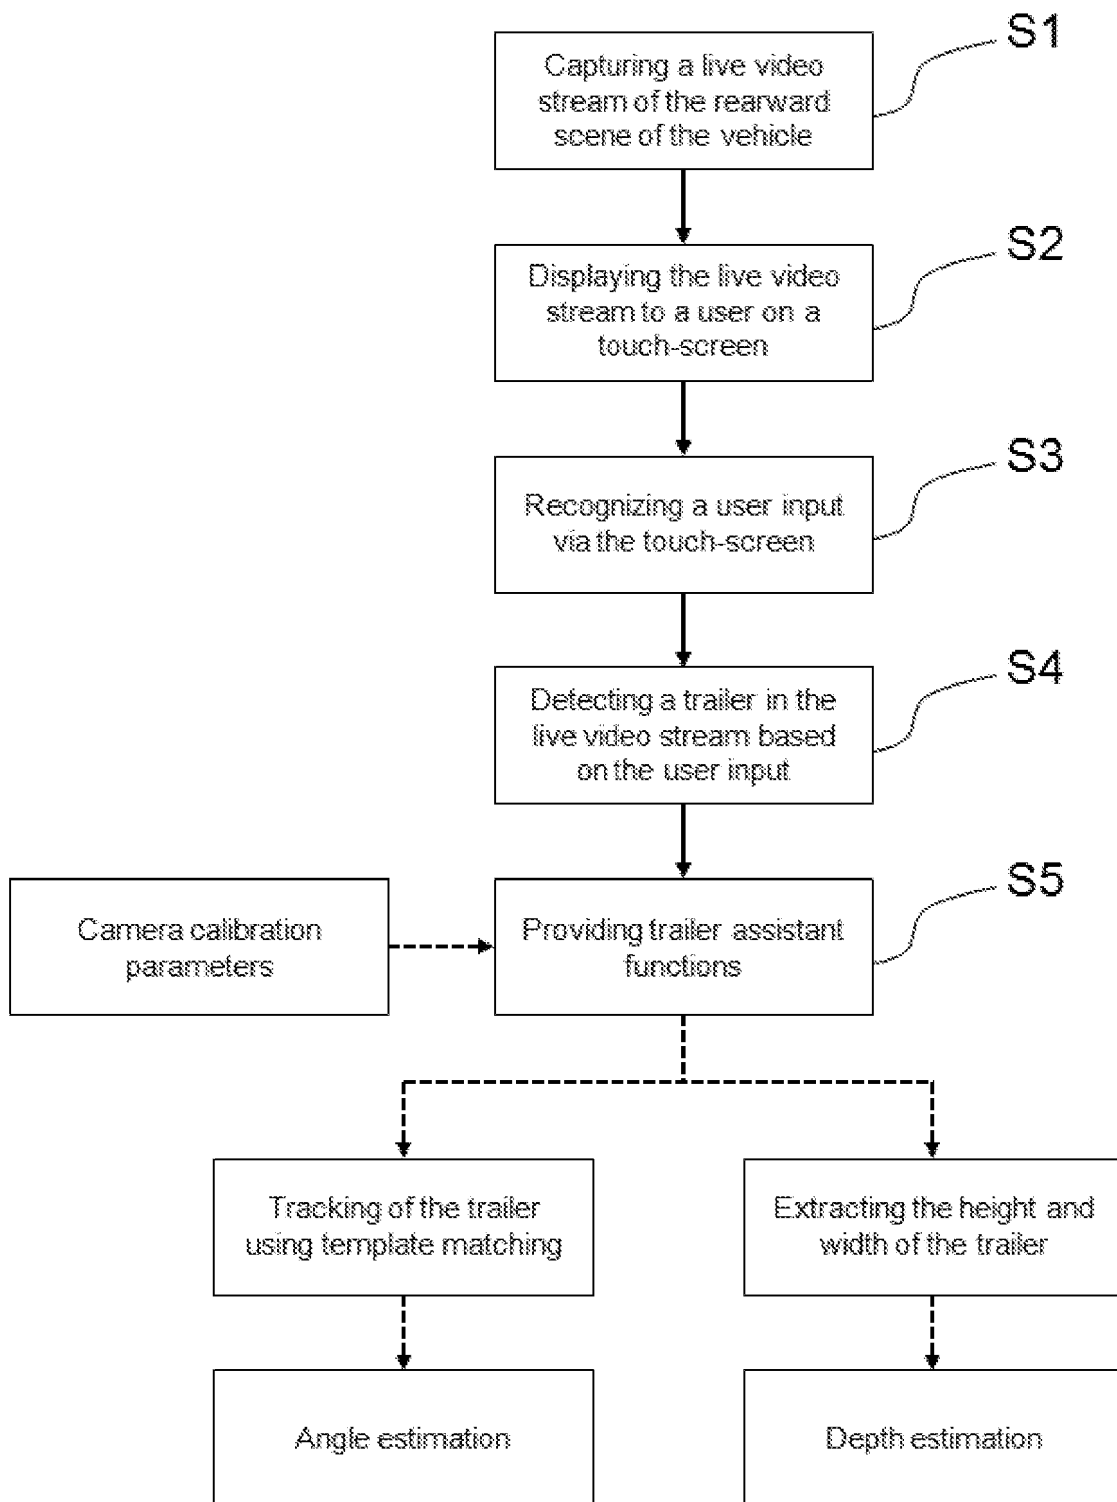 S1
Capturing a live video
stream of the rearward
scene of the vehicle
S2
Displaying the live video
stream to a user on a
touch-screen
S3
Recognizing a user input
via the touch-screen
S4
Detecting a trailer in the
live video stream based
on the user input
S5
Camera calibration
parameters
Providing trailer assistant
functions
Tracking of the trailer
using template matching
Extracting the height and
width of the trailer
Angle estimation
Depth estimation